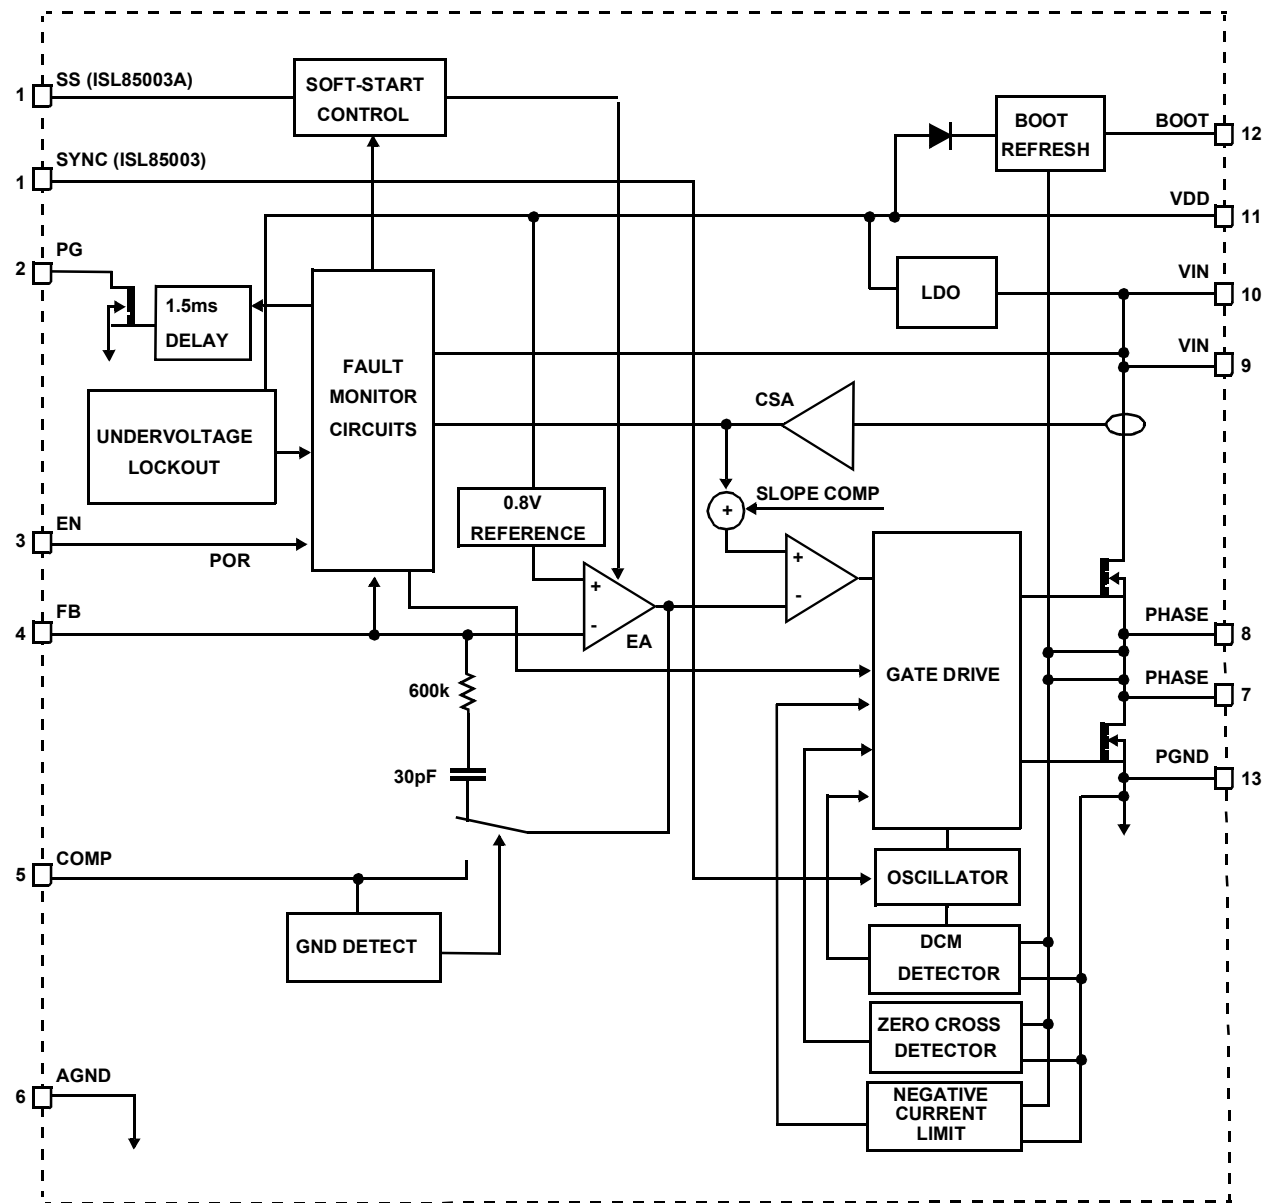 SS (ISL85003A)
1
SOFT-START
CONTROL
BOOT
REFRESH
BOOT
12
SYNC (ISL85003)
1
VDD
11
PG
2
1.5ms
DELAY
LDO
VIN
10
FAULT
MONITOR
CIRCUITS
VIN
9
CSA
UNDERVOLTAGE
LOCKOUT
0.8V
REFERENCE
+
SLOPE COMP
EN
3
POR
+
-
+
-
EA
FB
4
PHASE
8
GATE DRIVE
600k
PHASE
7
30pF
PGND
13
COMP
5
OSCILLATOR
GND DETECT
DCM
DETECTOR
ZERO CROSS
DETECTOR
AGND
6
NEGATIVE
CURRENT
LIMIT